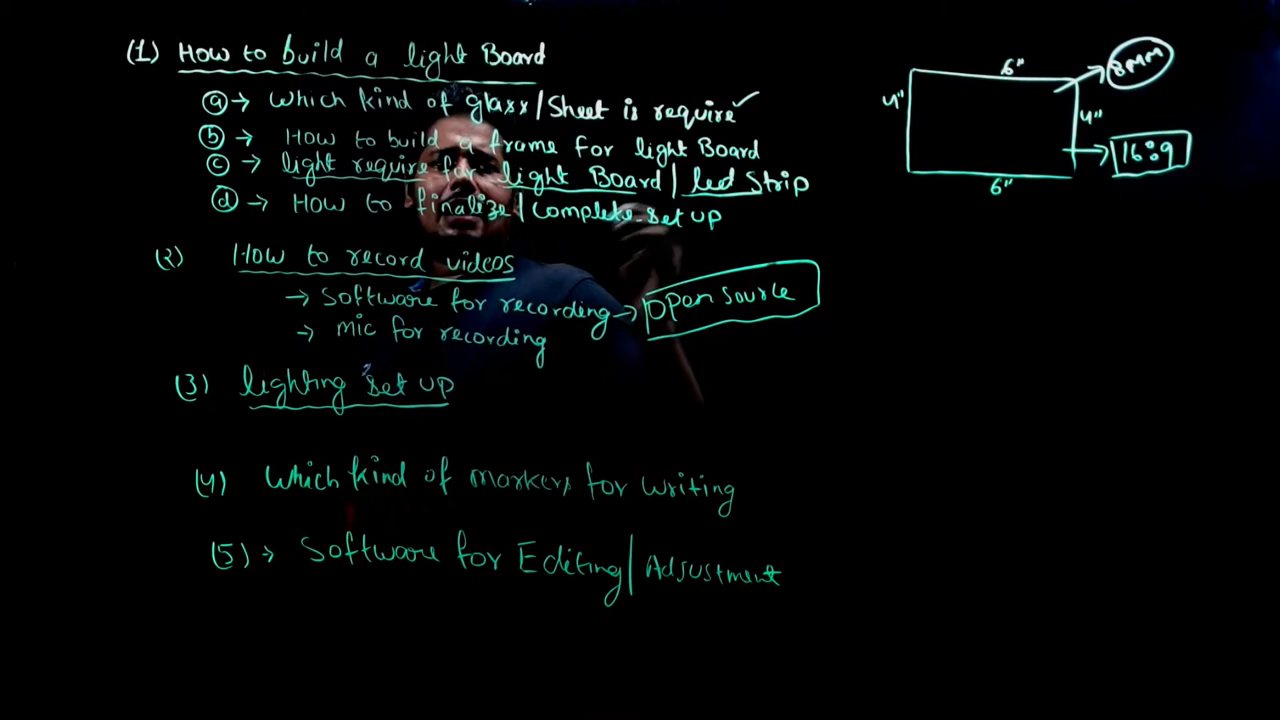 (1) How to build a light Board
(a) → which kind of glass/sheet is require ✓
(b) → How to build a frame for light Board
(c) → light require for light Board/led strip
(d) → How to finalize/complete set up
(2) How to record videos
→ software for recording → open source
→ mic for recording
(3) lighting set up
(4) which kind of markers for writing
(5) → Software for Editing/Adjustment
6"
8MM
4"
4"
16:9
6"